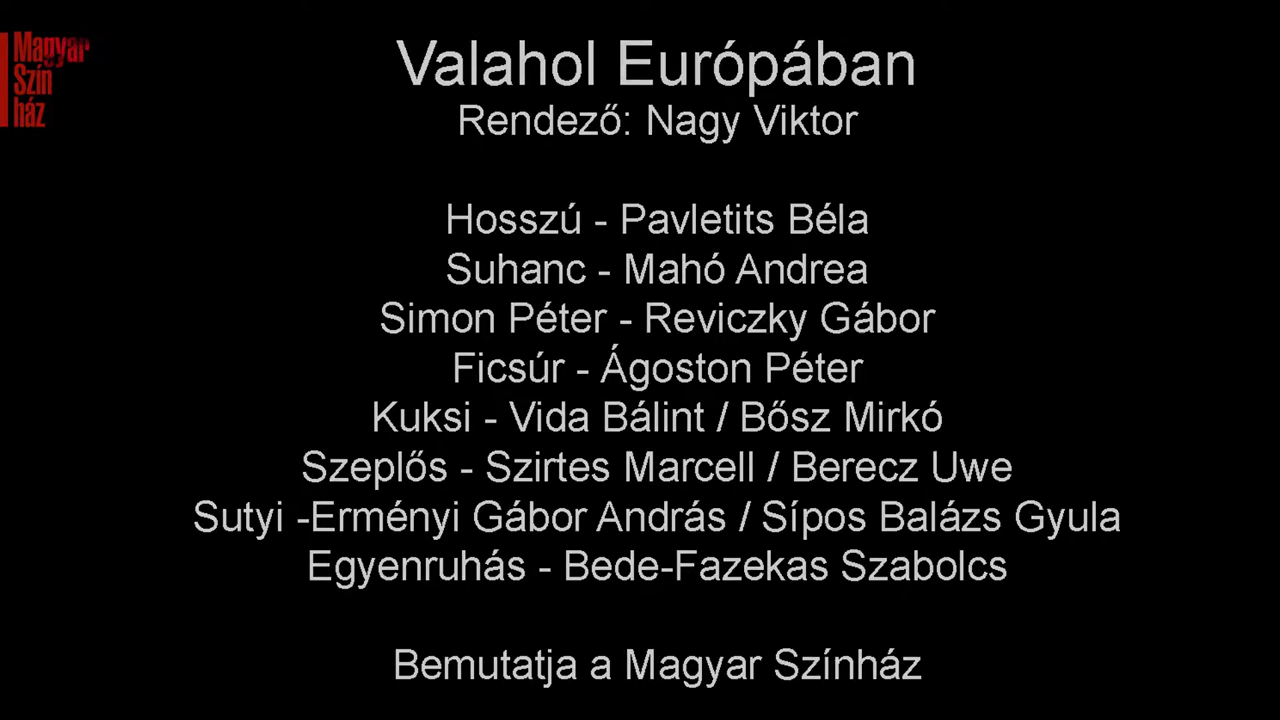 Magyar
Szín
ház
Valahol Európában
Rendező: Nagy Viktor
Hosszú - Pavletits Béla
Suhanc - Mahó Andrea
Simon Péter - Reviczky Gábor
Ficsúr - Ágoston Péter
Kuksi - Vida Bálint / Bősz Mirkó
Szeplős - Szirtes Marcell / Berecz Uwe
Sutyi -Erményi Gábor András / Sípos Balázs Gyula
Egyenruhás - Bede-Fazekas Szabolcs
Bemutatja a Magyar Színház